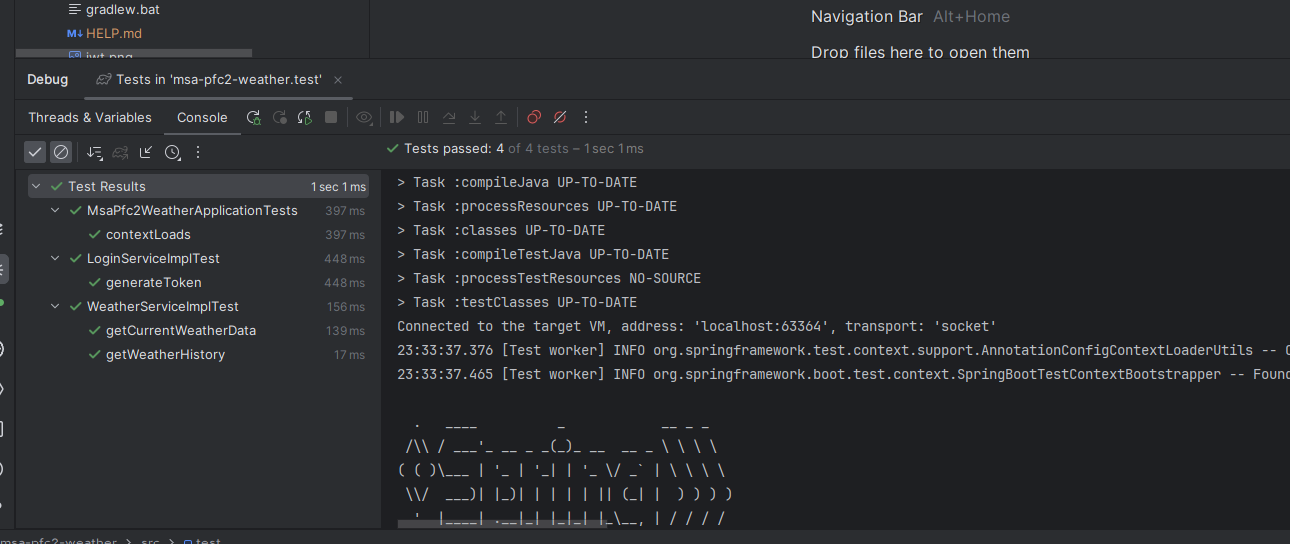 gradlew.bat
M↓ HELP.md
jwt.png
Navigation Bar Alt+Home
Drop files here to open them
Debug
Tests in 'msa-pfc2-weather.test' ×
Threads & Variables
Console
Tests passed: 4 of 4 tests – 1 sec 1 ms
Test Results 1 sec 1 ms
MsaPfc2WeatherApplicationTests 397 ms
contextLoads 397 ms
LoginServiceImplTest 448 ms
generateToken 448 ms
WeatherServiceImplTest 156 ms
getCurrentWeatherData 139 ms
getWeatherHistory 17 ms
> Task :compileJava UP-TO-DATE
> Task :processResources UP-TO-DATE
> Task :classes UP-TO-DATE
> Task :compileTestJava UP-TO-DATE
> Task :processTestResources NO-SOURCE
> Task :testClasses UP-TO-DATE
Connected to the target VM, address: 'localhost:63364', transport: 'socket'
23:33:37.376 [Test worker] INFO org.springframework.test.context.support.AnnotationConfigContextLoaderUtils -- C
23:33:37.465 [Test worker] INFO org.springframework.boot.test.context.SpringBootTestContextBootstrapper -- Foun
  .   ____          _            __ _ _
 /\\ / ___'_ __ _ _(_)_ __  __ _ \ \ \ \
( ( )\___ | '_ | '_| | '_ \/ _` | \ \ \ \
 \\/  ___)| |_)| | | | | || (_| |  ) ) ) )
  '  |____| .__|_| |_|_| |_\__, | / / / /
msa-pfc2-weather > src > test